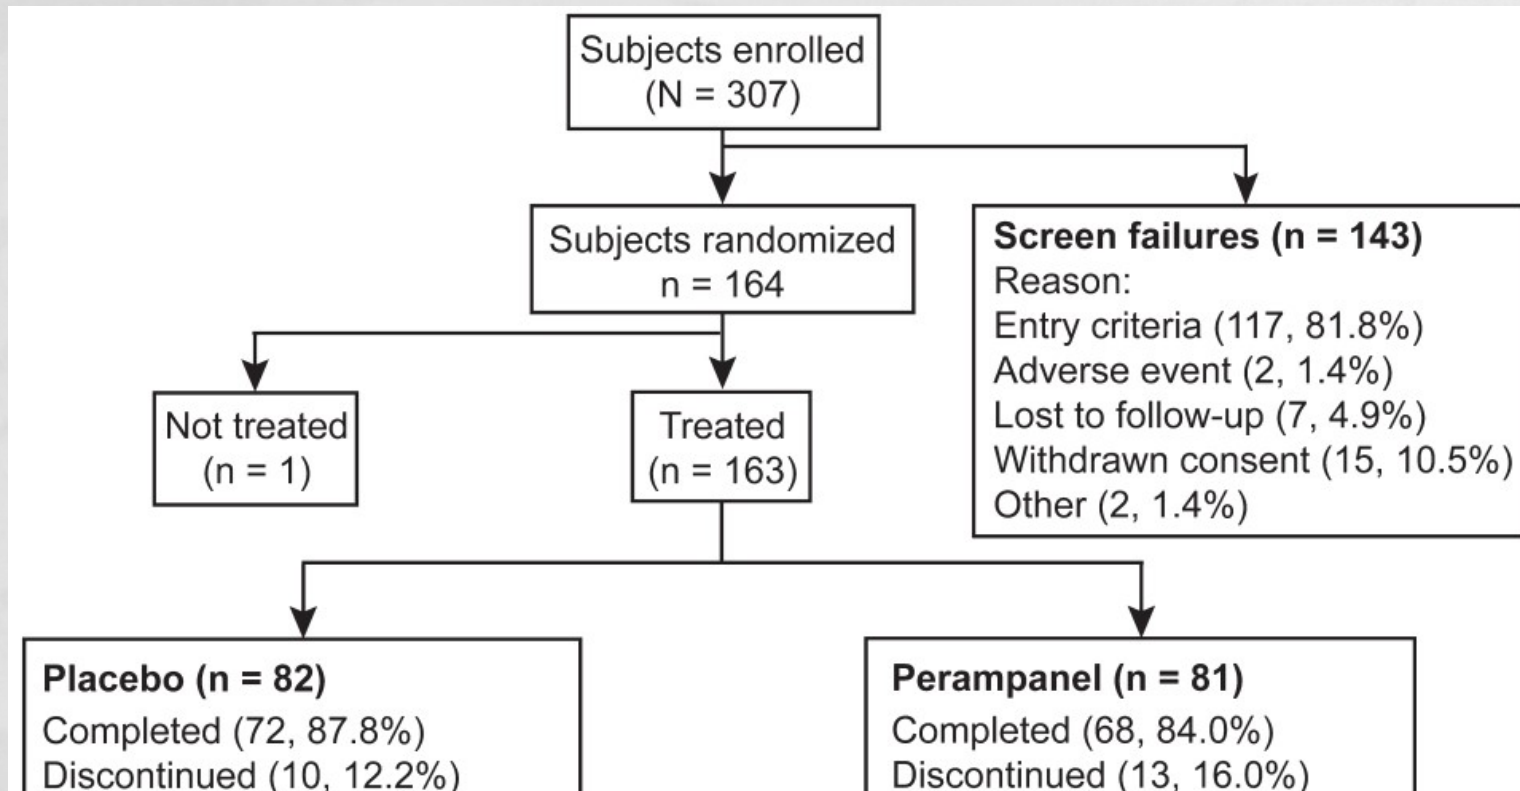 Subjects enrolled
(N = 307)
Subjects randomized
n = 164
Screen failures (n = 143)
Reason:
Entry criteria (117, 81.8%)
Adverse event (2, 1.4%)
Lost to follow-up (7, 4.9%)
Withdrawn consent (15, 10.5%)
Other (2, 1.4%)
Not treated
(n = 1)
Treated
(n = 163)
Placebo (n = 82)
Completed (72, 87.8%)
Discontinued (10, 12.2%)
Perampanel (n = 81)
Completed (68, 84.0%)
Discontinued (13, 16.0%)